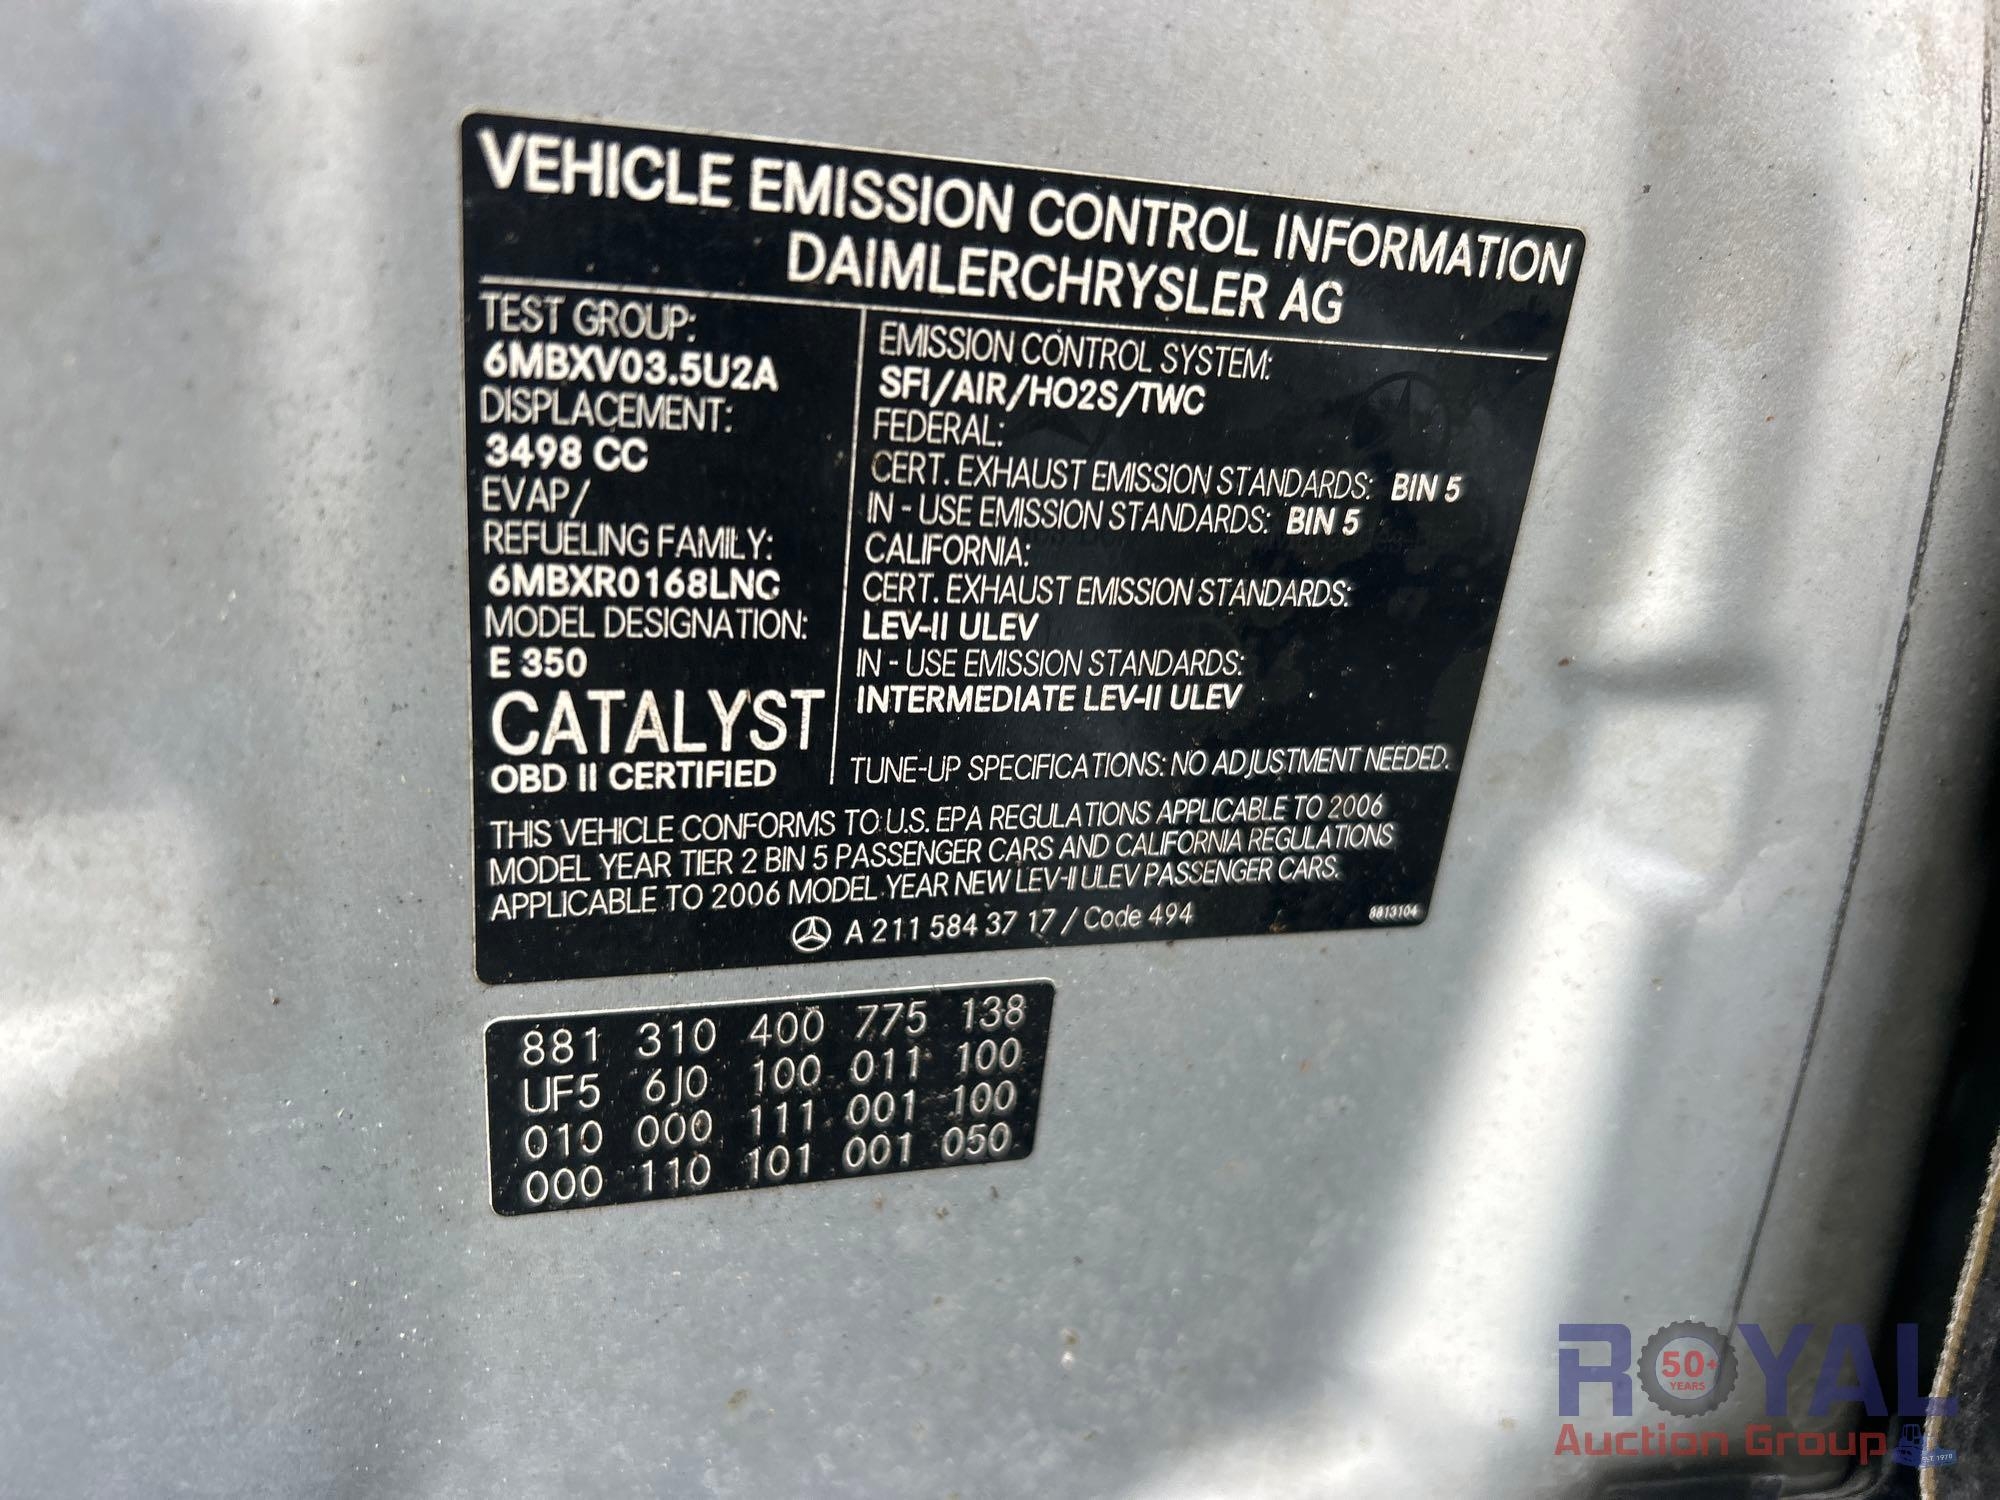 VEHICLE EMISSION CONTROL INFORMATION
DAIMLERCHRYSLER AG
TEST GROUP:
6MBXV03.5U2A
DISPLACEMENT:
3498 CC
EVAP/
REFUELING FAMILY:
6MBXR0168LNC
MODEL DESIGNATION:
E 350
CATALYST
OBD II CERTIFIED
EMISSION CONTROL SYSTEM:
SFI/AIR/HO2S/TWC
FEDERAL:
CERT. EXHAUST EMISSION STANDARDS: BIN 5
IN - USE EMISSION STANDARDS: BIN 5
CALIFORNIA:
CERT. EXHAUST EMISSION STANDARDS:
LEV-II ULEV
IN - USE EMISSION STANDARDS:
INTERMEDIATE LEV-II ULEV
TUNE-UP SPECIFICATIONS: NO ADJUSTMENT NEEDED.
THIS VEHICLE CONFORMS TO U.S. EPA REGULATIONS APPLICABLE TO 2006
MODEL YEAR TIER 2 BIN 5 PASSENGER CARS AND CALIFORNIA REGULATIONS
APPLICABLE TO 2006 MODEL YEAR NEW LEV-II ULEV PASSENGER CARS.
A 211 584 37 17 / Code 494
8813104
881 310 400 775 138
UF5 6J0 100 011 100
010 000 111 001 100
000 110 101 001 050
ROYAL
50+
YEARS
Auction Group
EST. 1970